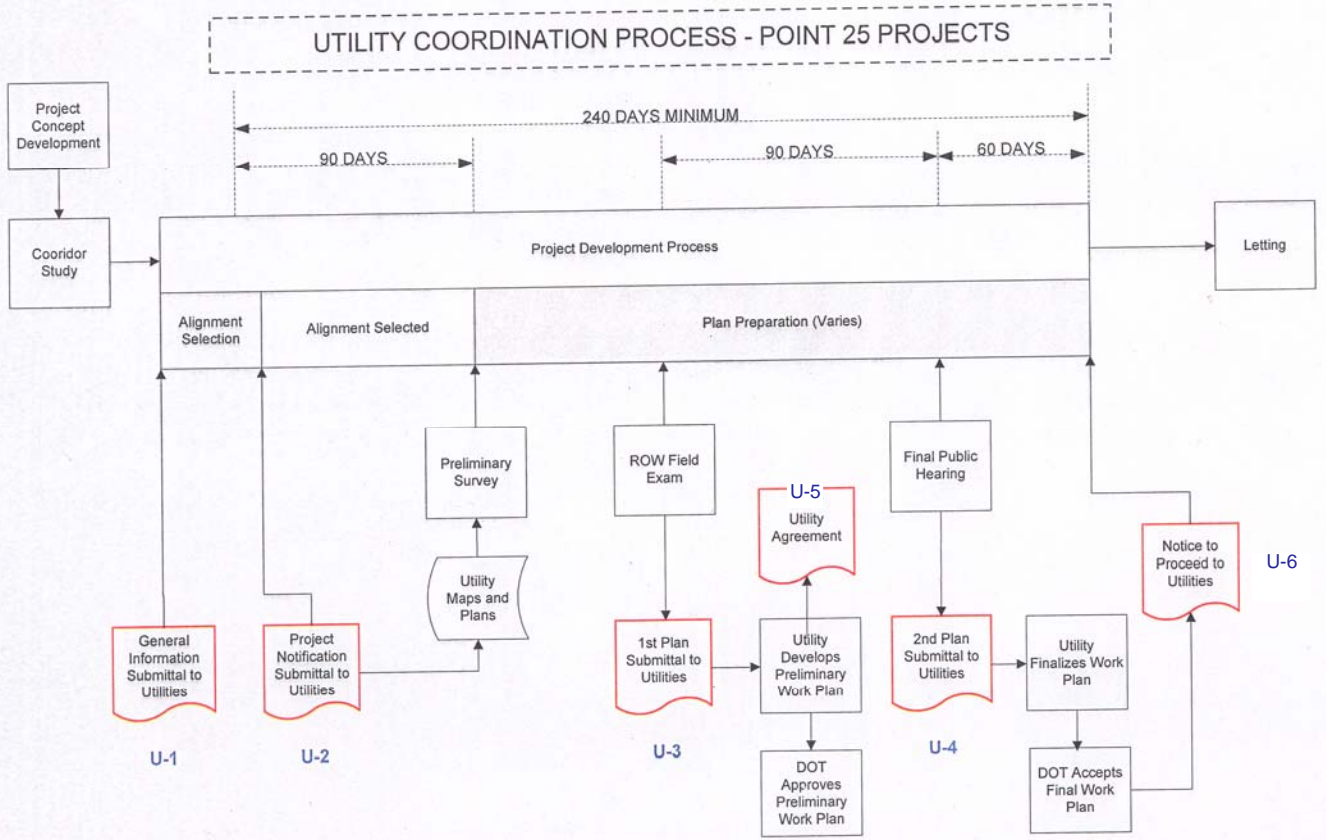 UTILITY COORDINATION PROCESS - POINT 25 PROJECTS
Project
Concept
Development
240 DAYS MINIMUM
90 DAYS
90 DAYS
60 DAYS
Cooridor
Study
Project Development Process
Letting
Alignment
Selection
Alignment Selected
Plan Preparation (Varies)
Preliminary
Survey
ROW Field
Exam
Final Public
Hearing
U-5
Utility
Agreement
Notice to
Proceed to
Utilities
U-6
Utility
Maps and
Plans
General
Information
Submittal to
Utilities
Project
Notification
Submittal to
Utilities
1st Plan
Submittal to
Utilities
Utility
Develops
Preliminary
Work Plan
2nd Plan
Submittal to
Utilities
Utility
Finalizes Work
Plan
U-1
U-2
U-3
U-4
DOT
Approves
Preliminary
Work Plan
DOT Accepts
Final Work
Plan